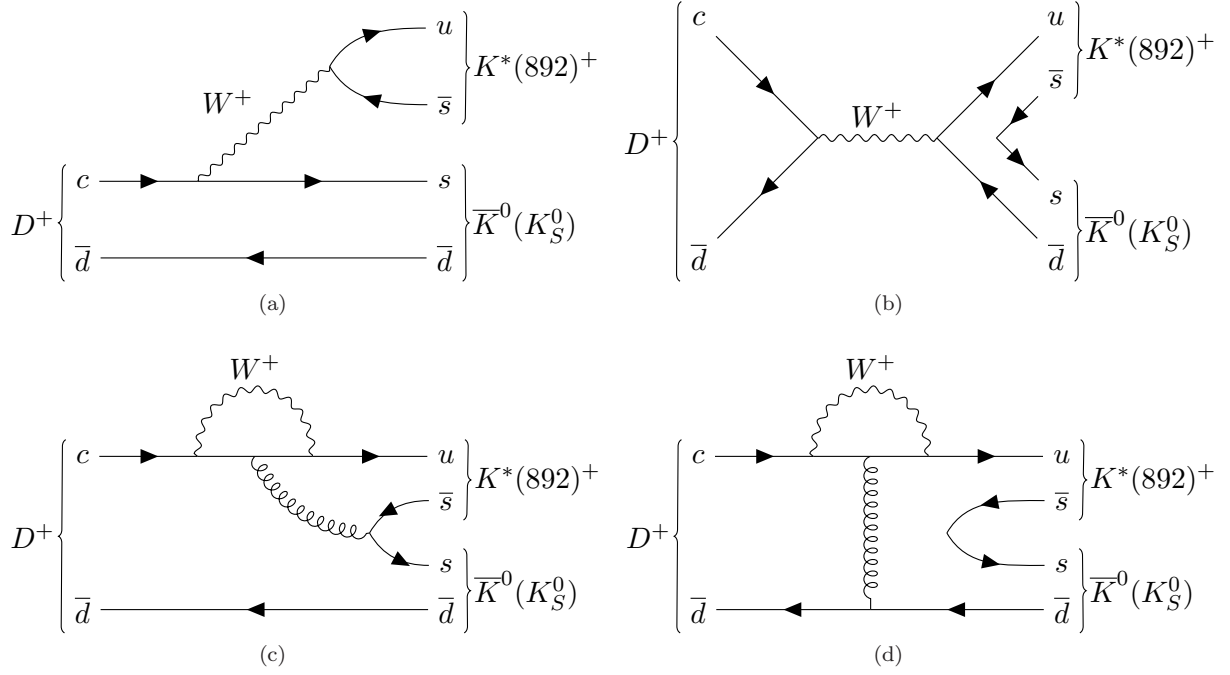 u
K*(892)⁺
W⁺
s̅
c
s
D⁺
K̅⁰(K⁰_S)
d̅
d̅
(a)
c
u
K*(892)⁺
s̅
W⁺
D⁺
s
K̅⁰(K⁰_S)
d̅
d̅
(b)
W⁺
c
u
K*(892)⁺
s̅
D⁺
s
K̅⁰(K⁰_S)
d̅
d̅
(c)
W⁺
c
u
K*(892)⁺
s̅
D⁺
s
K̅⁰(K⁰_S)
d̅
d̅
(d)